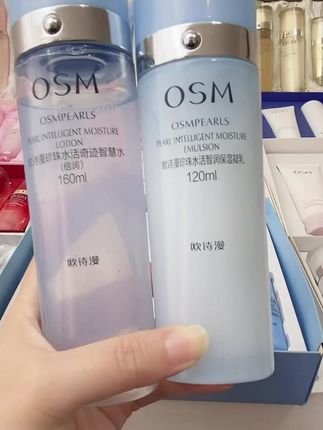 OSM
OSMPEARLS
PEARL INTELLIGENT MOISTURE
LOTION
欧诗漫珍珠水活奇迹智慧水
(倍润)
160ml
欧诗漫
OSM
OSMPEARLS
PEARL INTELLIGENT MOISTURE
EMULSION
欧诗漫珍珠水活智润保湿凝乳
120ml
欧诗漫